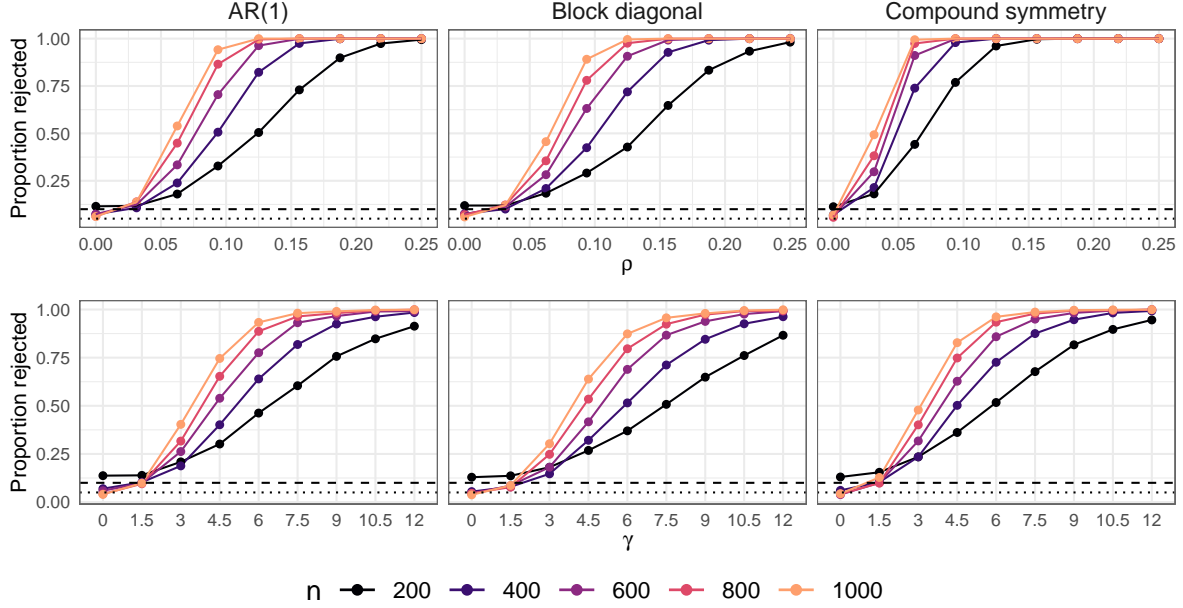 AR(1) Block diagonal Compound symmetry
Proportion rejected
1.00
0.75
0.50
0.25
0.00 0.05 0.10 0.15 0.20 0.25 0.00 0.05 0.10 0.15 0.20 0.25 0.00 0.05 0.10 0.15 0.20 0.25
ρ
Proportion rejected
1.00
0.75
0.50
0.25
0.00
0 1.5 3 4.5 6 7.5 9 10.5 12 0 1.5 3 4.5 6 7.5 9 10.5 12 0 1.5 3 4.5 6 7.5 9 10.5 12
γ
n 200 400 600 800 1000